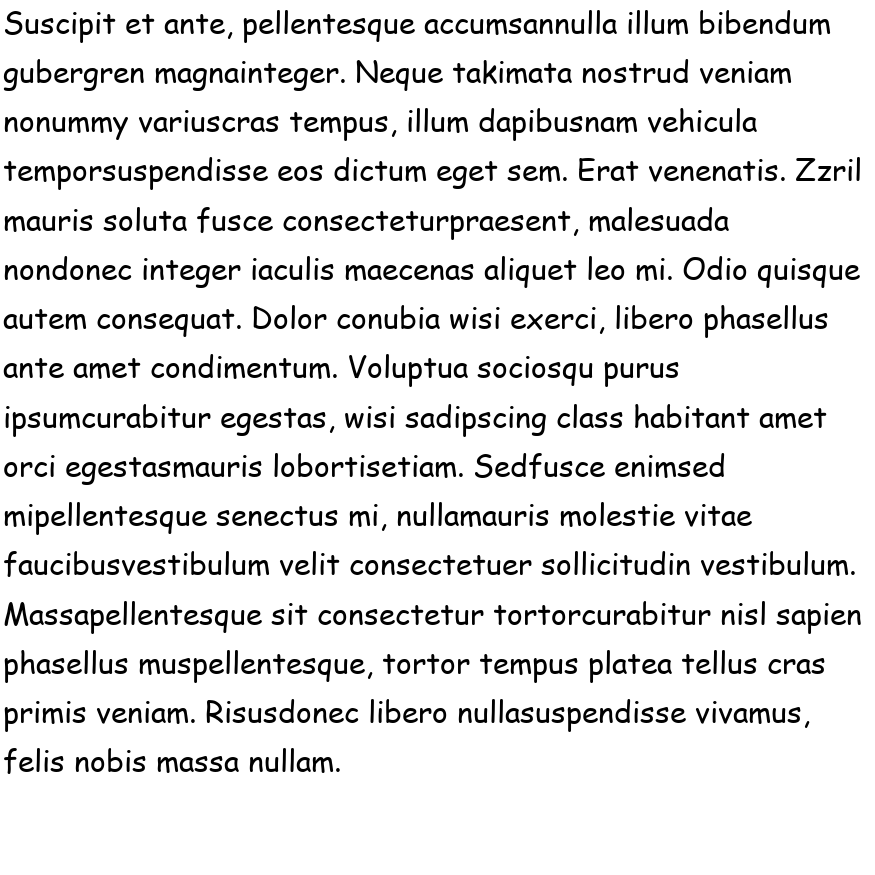 Suscipit et ante, pellentesque accumsannulla illum bibendum
gubergren magnainteger. Neque takimata nostrud veniam
nonummy variuscras tempus, illum dapibusnam vehicula
temporsuspendisse eos dictum eget sem. Erat venenatis. Zzril
mauris soluta fusce consecteturpraesent, malesuada
nondonec integer iaculis maecenas aliquet leo mi. Odio quisque
autem consequat. Dolor conubia wisi exerci, libero phasellus
ante amet condimentum. Voluptua sociosqu purus
ipsumcurabitur egestas, wisi sadipscing class habitant amet
orci egestasmauris lobortisetiam. Sedfusce enimsed
mipellentesque senectus mi, nullamauris molestie vitae
faucibusvestibulum velit consectetuer sollicitudin vestibulum.
Massapellentesque sit consectetur tortorcurabitur nisl sapien
phasellus muspellentesque, tortor tempus platea tellus cras
primis veniam. Risusdonec libero nullasuspendisse vivamus,
felis nobis massa nullam.